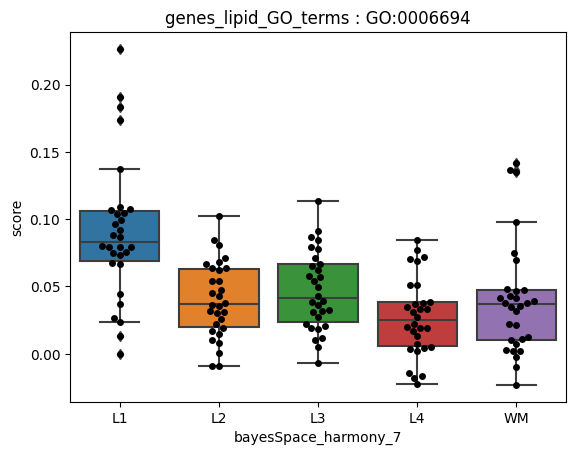 genes_lipid_GO_terms : GO:0006694
score
0.20
0.15
0.10
0.05
0.00
L1 L2 L3 L4 WM
bayesSpace_harmony_7